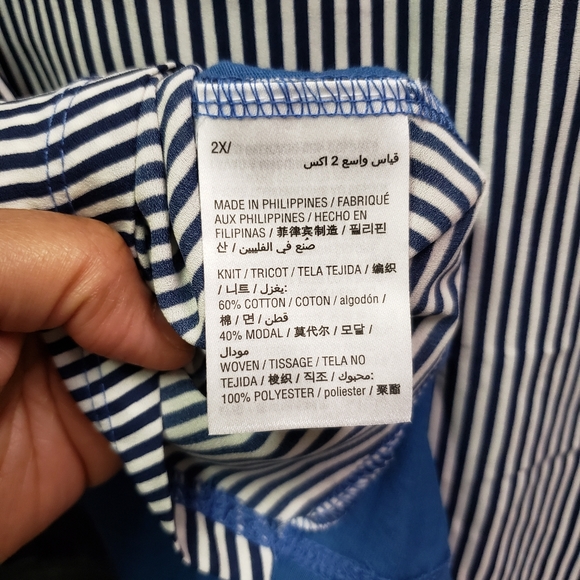 2X/
قياس واسع 2 اكس
MADE IN PHILIPPINES / FABRIQUÉ
AUX PHILIPPINES / HECHO EN
FILIPINAS / 菲律宾制造 / 필리핀
산 / صنع في الفليبين
KNIT / TRICOT / TELA TEJIDA / 编织
/ 니트 / يغزل:
60% COTTON / COTON / algodón /
棉 / 면 / قطن
40% MODAL / 莫代尔 / 모달 /
مودال
WOVEN / TISSAGE / TELA NO
TEJIDA / 梭织 / 직조 / محبوك:
100% POLYESTER / poliester / 聚酯